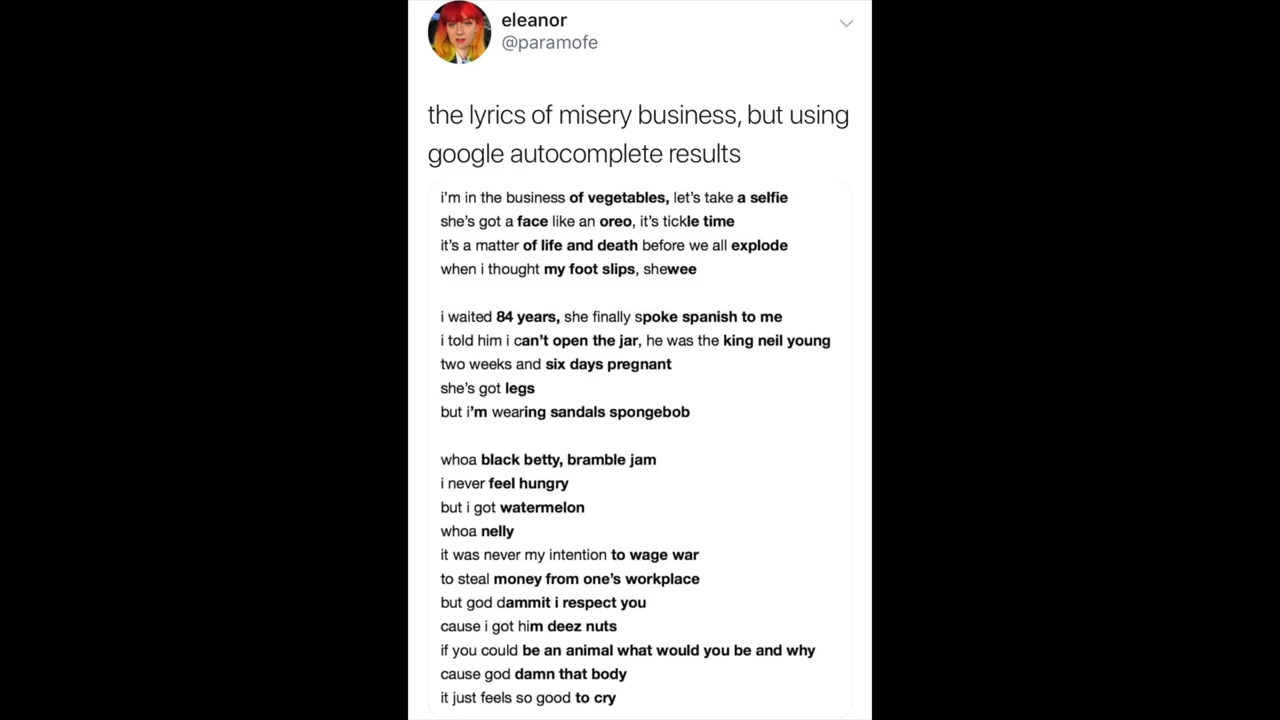 eleanor
@paramofe
the lyrics of misery business, but using
google autocomplete results
i'm in the business of vegetables, let's take a selfie
she's got a face like an oreo, it's tickle time
it's a matter of life and death before we all explode
when i thought my foot slips, shewee
i waited 84 years, she finally spoke spanish to me
i told him i can't open the jar, he was the king neil young
two weeks and six days pregnant
she's got legs
but i'm wearing sandals spongebob
whoa black betty, bramble jam
i never feel hungry
but i got watermelon
whoa nelly
it was never my intention to wage war
to steal money from one's workplace
but god dammit i respect you
cause i got him deez nuts
if you could be an animal what would you be and why
cause god damn that body
it just feels so good to cry